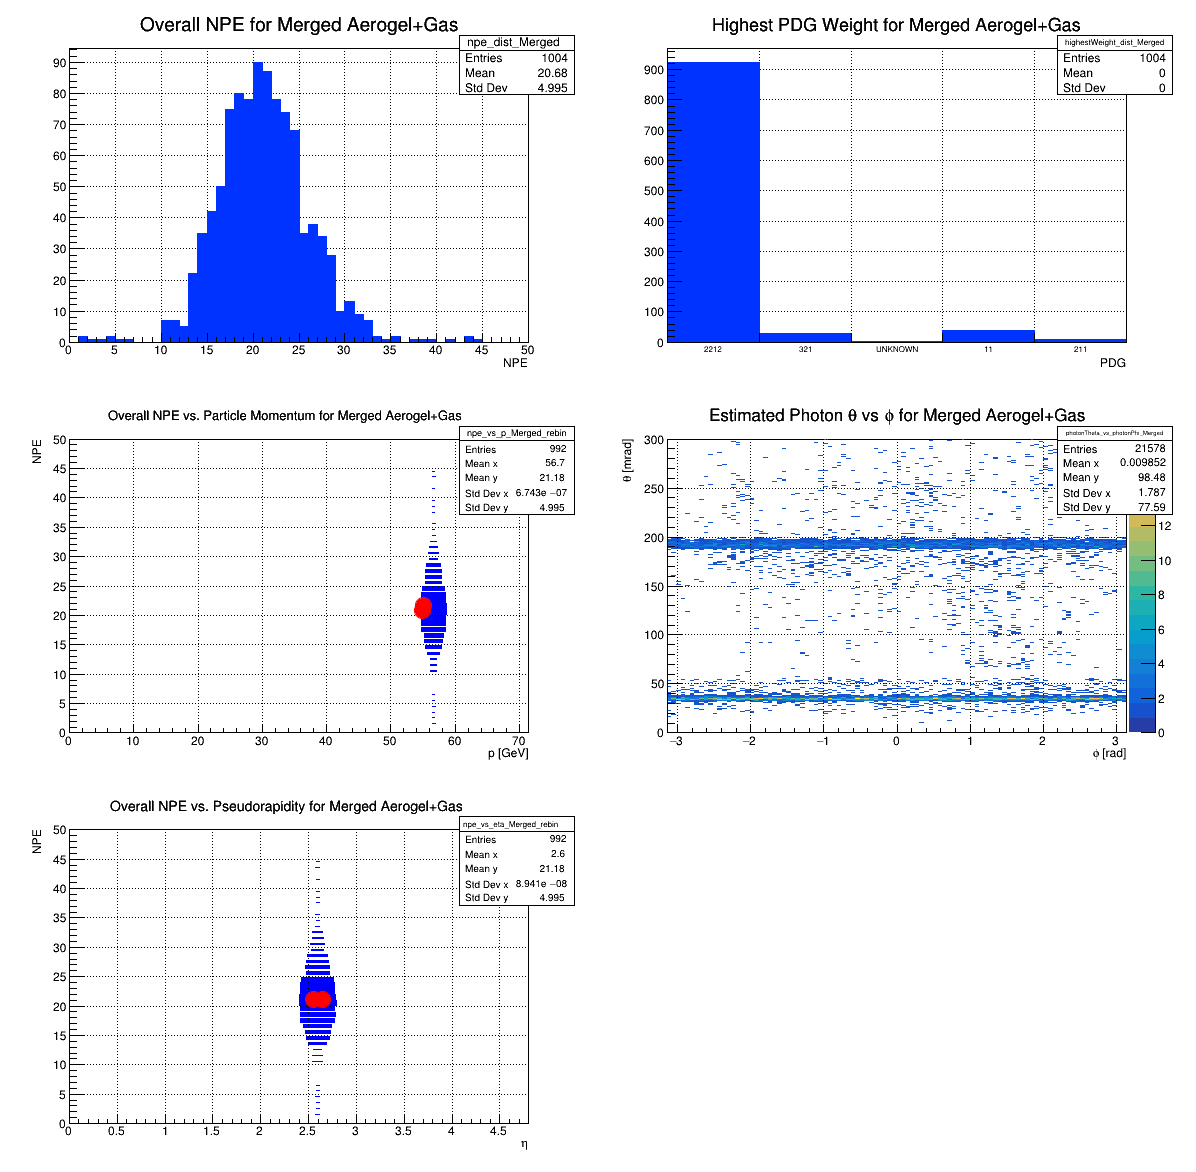 Overall NPE for Merged Aerogel+Gas
npe_dist_Merged
Entries 1004
Mean 20.68
Std Dev 4.995
90
80
70
60
50
40
30
20
10
0
0 5 10 15 20 25 30 35 40 45 50
NPE
Highest PDG Weight for Merged Aerogel+Gas
highestWeight_dist_Merged
Entries 1004
Mean 0
Std Dev 0
900
800
700
600
500
400
300
200
100
0
2212 321 UNKNOWN 11 211
PDG
Overall NPE vs. Particle Momentum for Merged Aerogel+Gas
NPE
npe_vs_p_Merged_rebin
Entries 992
Mean x 56.7
Mean y 21.18
Std Dev x 6.743e −07
Std Dev y 4.995
50
45
40
35
30
25
20
15
10
5
0
0 10 20 30 40 50 60 70
p [GeV]
Estimated Photon θ vs ϕ for Merged Aerogel+Gas
θ [mrad]
photonTheta_vs_photonPhi_Merged
Entries 21578
Mean x 0.009852
Mean y 98.48
Std Dev x 1.787
Std Dev y 77.59
300
250
200
150
100
50
0
−3 −2 −1 0 1 2 3
ϕ [rad]
12
10
8
6
4
2
0
Overall NPE vs. Pseudorapidity for Merged Aerogel+Gas
NPE
npe_vs_eta_Merged_rebin
Entries 992
Mean x 2.6
Mean y 21.18
Std Dev x 8.941e −08
Std Dev y 4.995
50
45
40
35
30
25
20
15
10
5
0
0 0.5 1 1.5 2 2.5 3 3.5 4 4.5
η